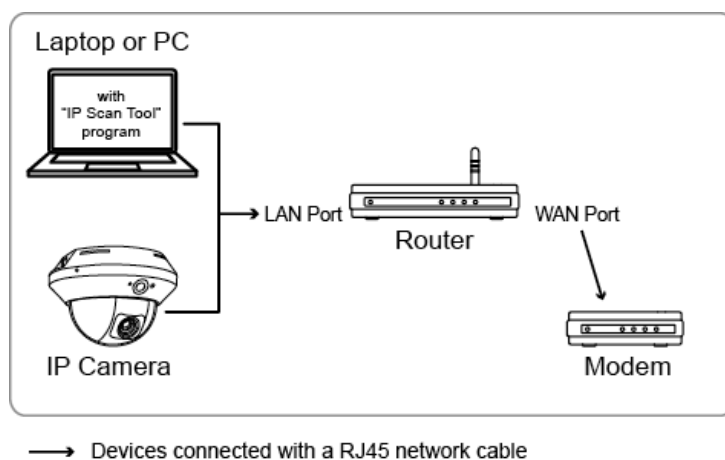 Laptop or PC
with
"IP Scan Tool"
program
LAN Port
Router
WAN Port
IP Camera
Modem
Devices connected with a RJ45 network cable